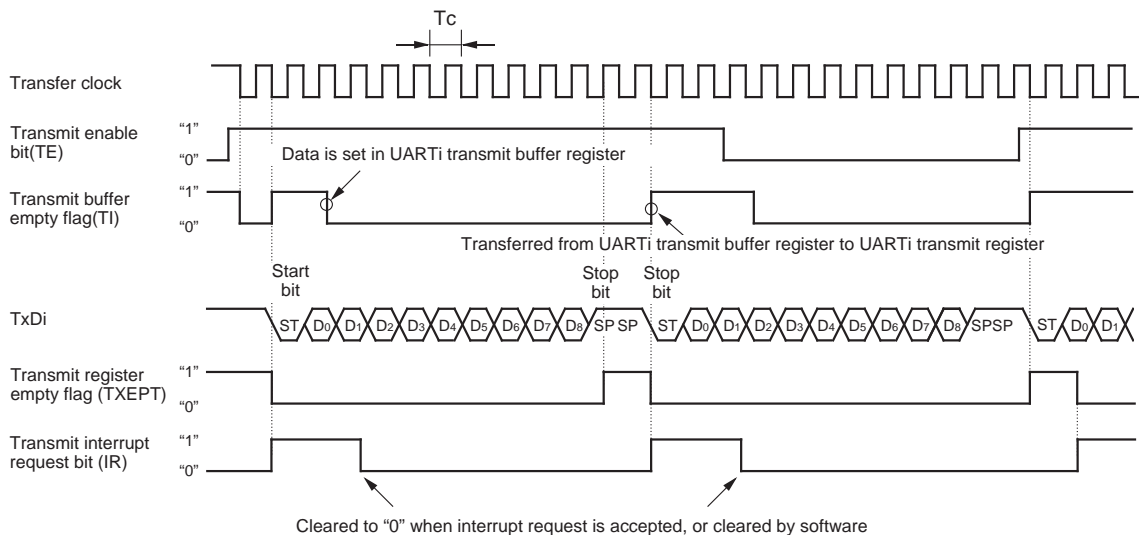 Tc
Transfer clock
Transmit enable
bit(TE)
“1”
“0”
Data is set in UARTi transmit buffer register
Transmit buffer
empty flag(TI)
“1”
“0”
Transferred from UARTi transmit buffer register to UARTi transmit register
Start
bit
Stop
bit
Stop
bit
TxDi
ST D0 D1 D2 D3 D4 D5 D6 D7 D8 SP SP ST D0 D1 D2 D3 D4 D5 D6 D7 D8 SPSP ST D0 D1
Transmit register
empty flag (TXEPT)
“1”
“0”
Transmit interrupt
request bit (IR)
“1”
“0”
Cleared to “0” when interrupt request is accepted, or cleared by software